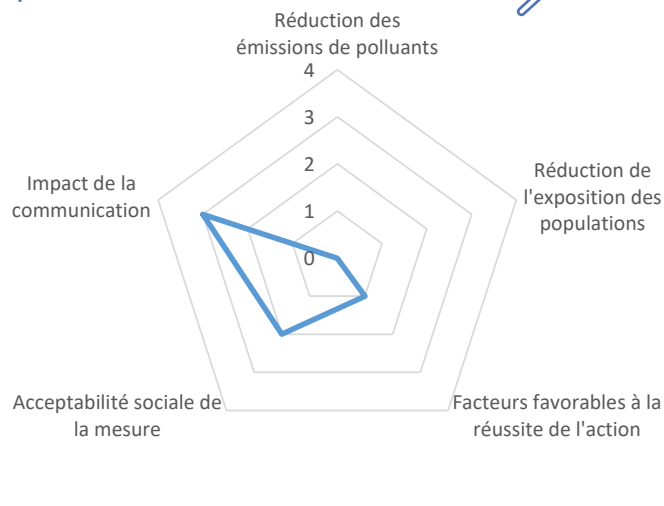 Réduction des
émissions de polluants
4
3
2
1
0
Réduction de
l'exposition des
populations
Facteurs favorables à la
réussite de l'action
Acceptabilité sociale de
la mesure
Impact de la
communication